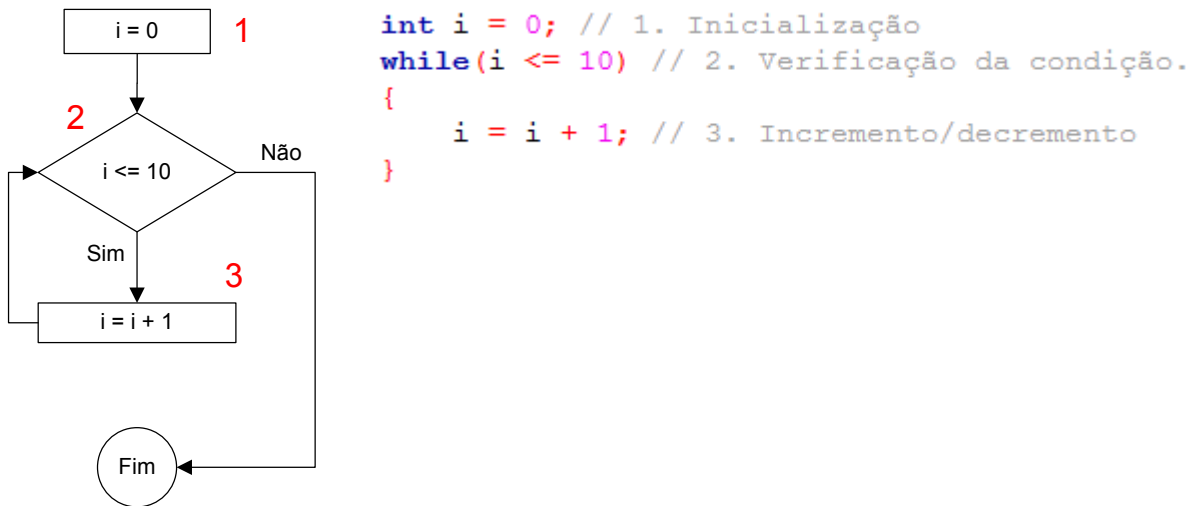 i = 0
1
2
i <= 10
Não
Sim
3
i = i + 1
Fim
int i = 0; // 1. Inicialização
while(i <= 10) // 2. Verificação da condição.
{
i = i + 1; // 3. Incremento/decremento
}